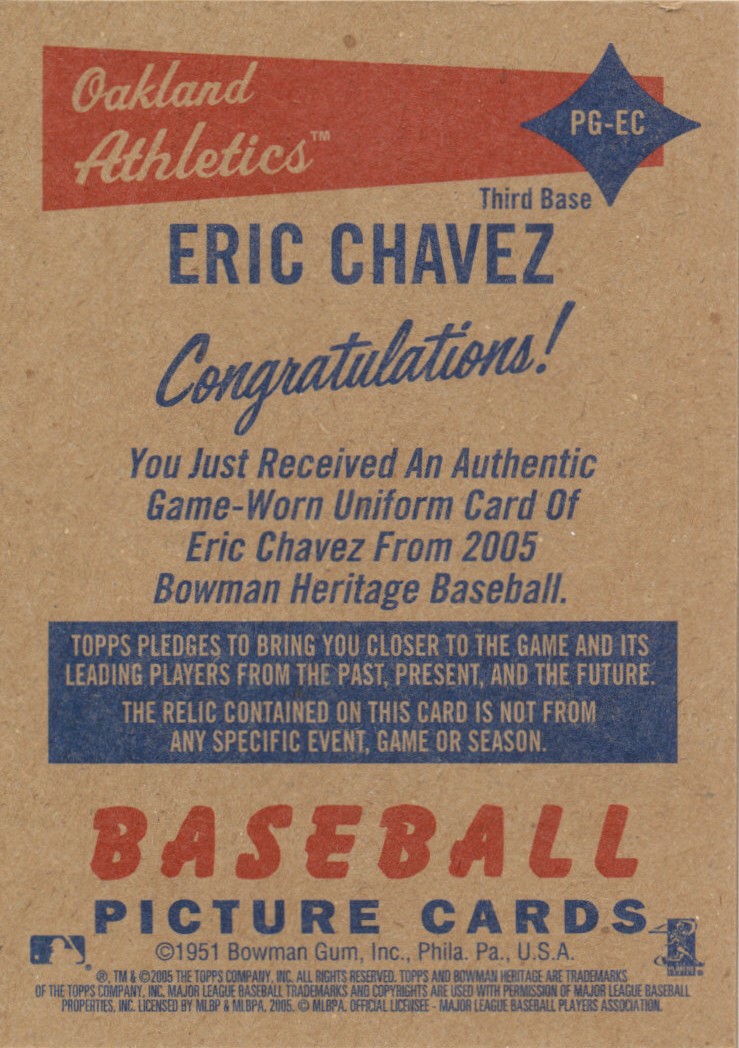 Oakland
Athletics™
PG-EC
Third Base
ERIC CHAVEZ
Congratulations!
You Just Received An Authentic
Game-Worn Uniform Card Of
Eric Chavez From 2005
Bowman Heritage Baseball.
TOPPS PLEDGES TO BRING YOU CLOSER TO THE GAME AND ITS
LEADING PLAYERS FROM THE PAST, PRESENT, AND THE FUTURE.
THE RELIC CONTAINED ON THIS CARD IS NOT FROM
ANY SPECIFIC EVENT, GAME OR SEASON.
BASEBALL
PICTURE CARDS
©1951 Bowman Gum, Inc., Phila. Pa., U.S.A.
®, TM & ©2005 THE TOPPS COMPANY, INC. ALL RIGHTS RESERVED. TOPPS AND BOWMAN HERITAGE ARE TRADEMARKS
OF THE TOPPS COMPANY, INC. MAJOR LEAGUE BASEBALL TRADEMARKS AND COPYRIGHTS ARE USED WITH PERMISSION OF MAJOR LEAGUE BASEBALL
PROPERTIES, INC. LICENSED BY MLBP & MLBPA, 2005. © MLBPA. OFFICIAL LICENSEE - MAJOR LEAGUE BASEBALL PLAYERS ASSOCIATION.